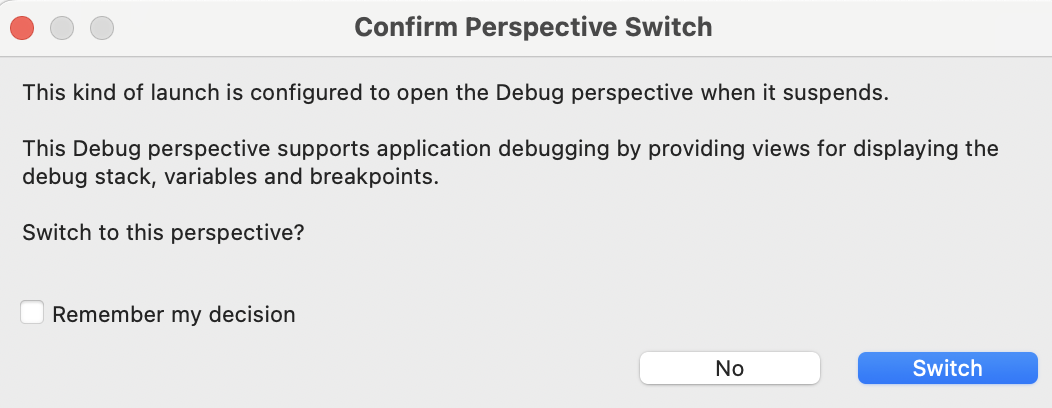 Confirm Perspective Switch
This kind of launch is configured to open the Debug perspective when it suspends.
This Debug perspective supports application debugging by providing views for displaying the
debug stack, variables and breakpoints.
Switch to this perspective?
Remember my decision
No
Switch